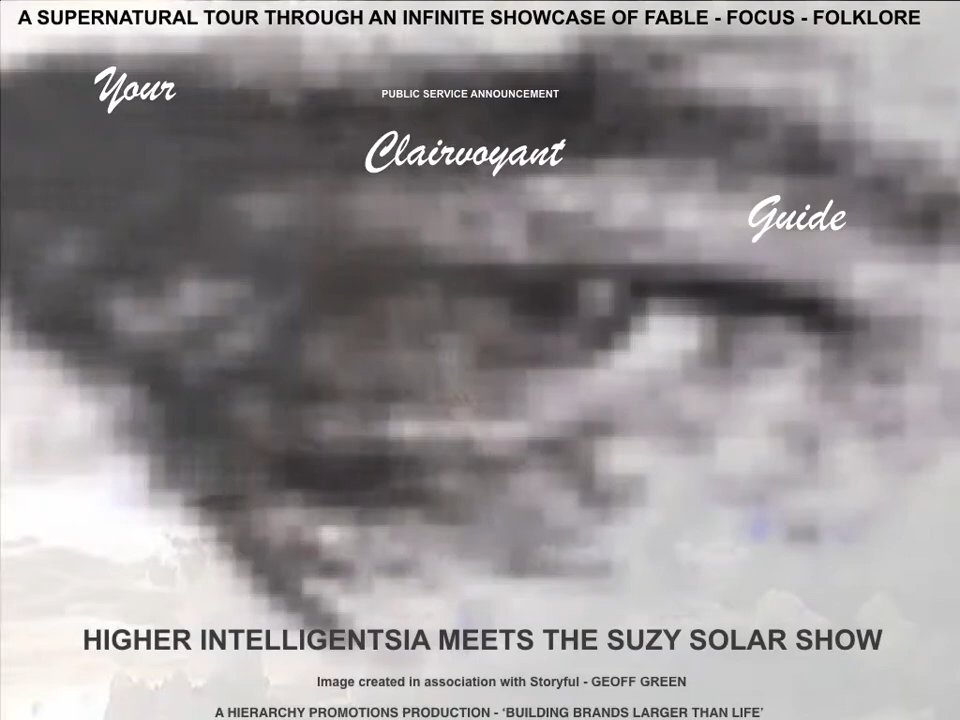 A SUPERNATURAL TOUR THROUGH AN INFINITE SHOWCASE OF FABLE - FOCUS - FOLKLORE
Your
PUBLIC SERVICE ANNOUNCEMENT
Clairvoyant
Guide
HIGHER INTELLIGENTSIA MEETS THE SUZY SOLAR SHOW
Image created in association with Storyful - GEOFF GREEN
A HIERARCHY PROMOTIONS PRODUCTION - ‘BUILDING BRANDS LARGER THAN LIFE’